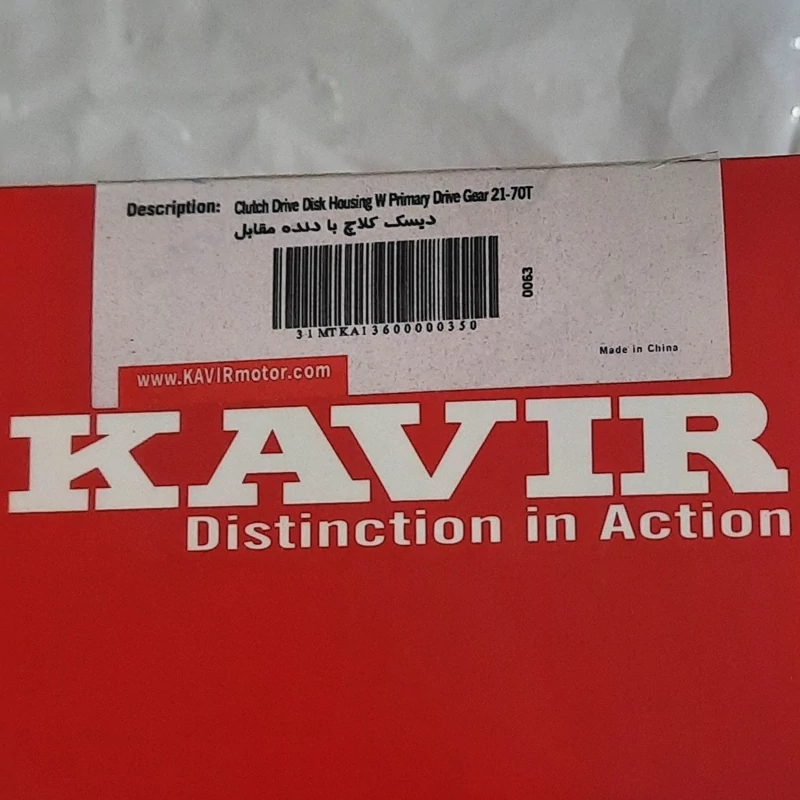 Description: Clutch Drive Disk Housing W Primary Drive Gear 21-70T
دیسک کلاچ با دنده مقابل
0063
31MTKA13600000350
Made in China
www.KAVIRmotor.com
KAVIR
Distinction in Action